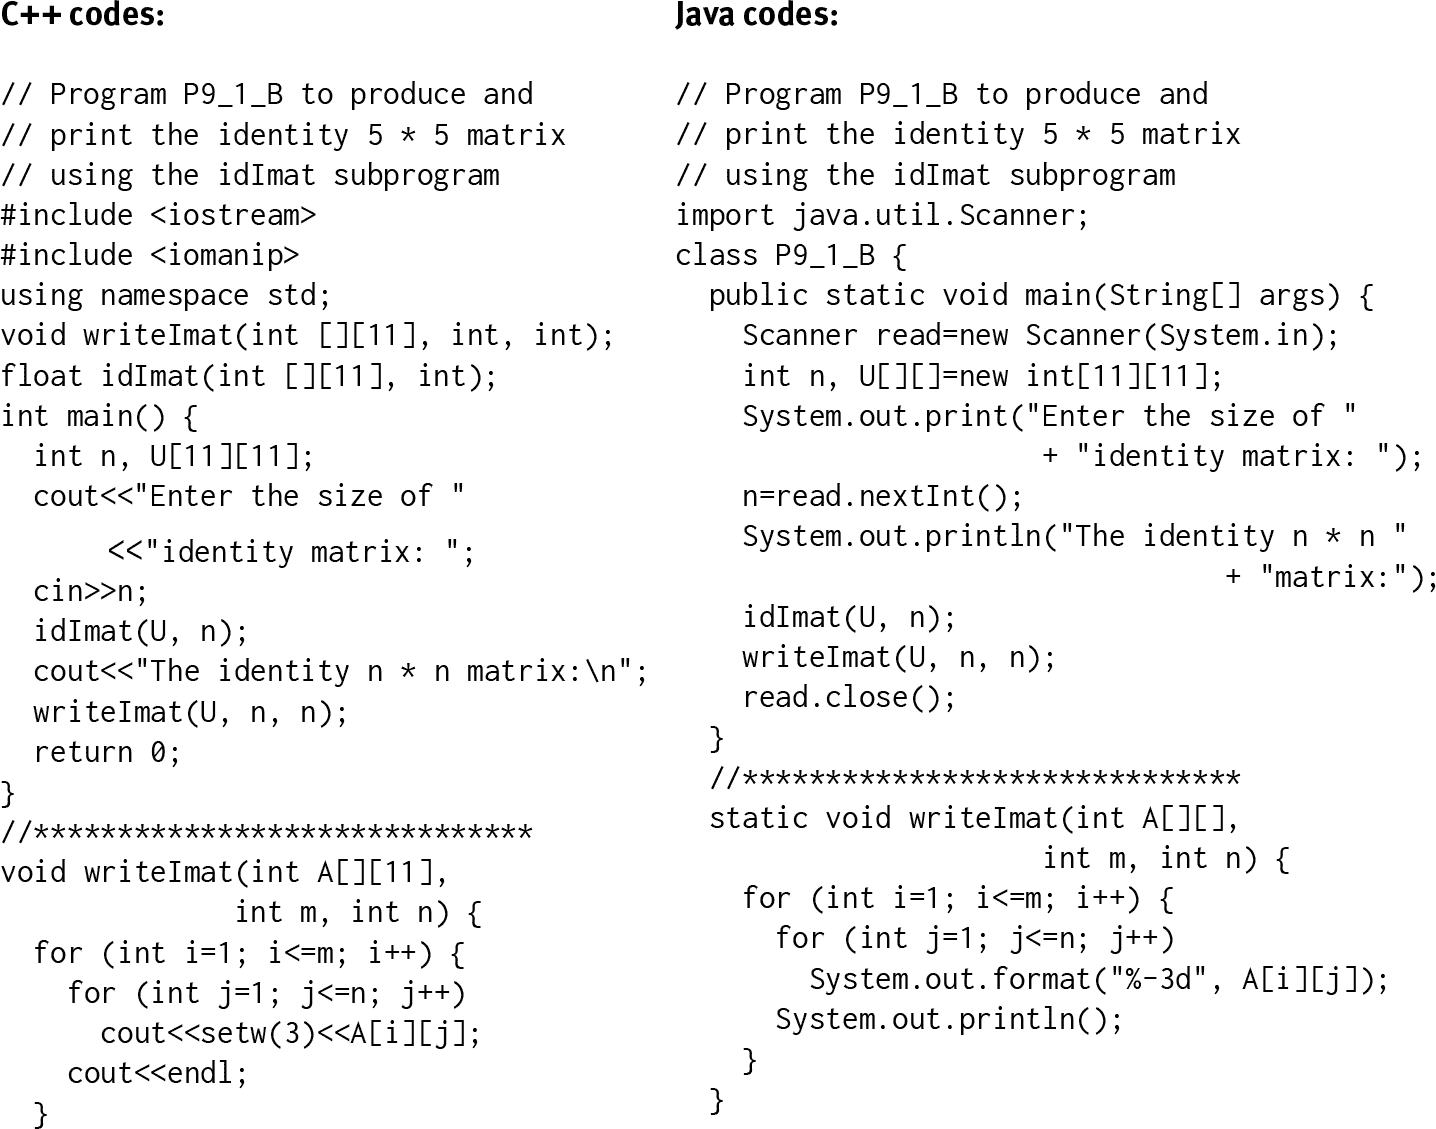 C++ codes:
// Program P9_1_B to produce and
// print the identity 5 * 5 matrix
// using the idImat subprogram
#include <iostream>
#include <iomanip>
using namespace std;
void writeImat(int [][11], int, int);
float idImat(int [][11], int);
int main() {
  int n, U[11][11];
  cout<<"Enter the size of "
      <<"identity matrix: ";
  cin>>n;
  idImat(U, n);
  cout<<"The identity n * n matrix:\n";
  writeImat(U, n, n);
  return 0;
}
//******************************
void writeImat(int A[][11],
              int m, int n) {
  for (int i=1; i<=m; i++) {
    for (int j=1; j<=n; j++)
      cout<<setw(3)<<A[i][j];
    cout<<endl;
  }
Java codes:
// Program P9_1_B to produce and
// print the identity 5 * 5 matrix
// using the idImat subprogram
import java.util.Scanner;
class P9_1_B {
  public static void main(String[] args) {
    Scanner read=new Scanner(System.in);
    int n, U[][]=new int[11][11];
    System.out.print("Enter the size of "
                      + "identity matrix: ");
    n=read.nextInt();
    System.out.println("The identity n * n "
                                 + "matrix:");
    idImat(U, n);
    writeImat(U, n, n);
    read.close();
  }
  //******************************
  static void writeImat(int A[][],
                      int m, int n) {
    for (int i=1; i<=m; i++) {
      for (int j=1; j<=n; j++)
        System.out.format("%-3d", A[i][j]);
      System.out.println();
    }
  }